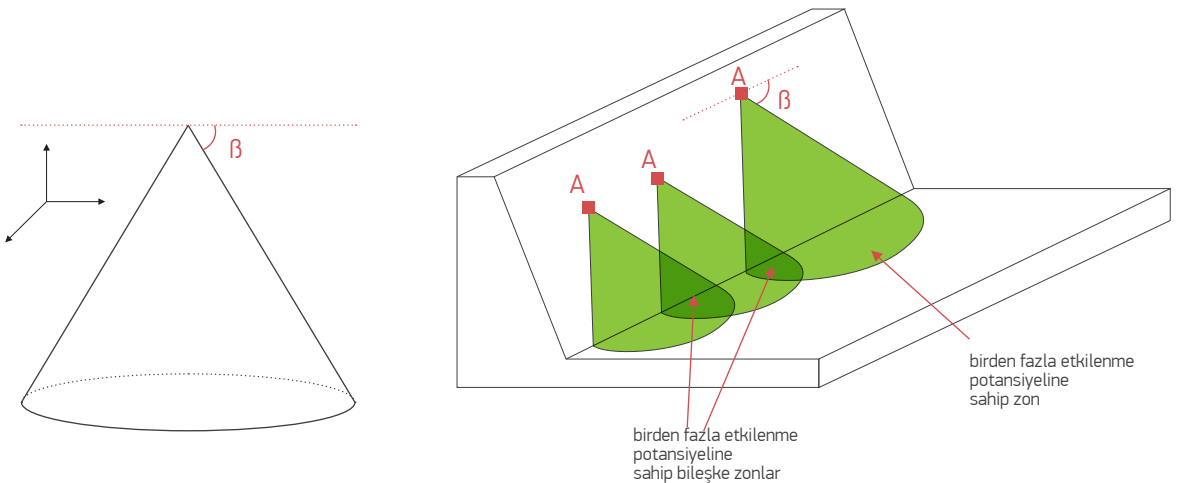 ß
A
ß
A
A
birden fazla etkilenme
potansiyeline
sahip zon
birden fazla etkilenme
potansiyeline
sahip bileşke zonlar